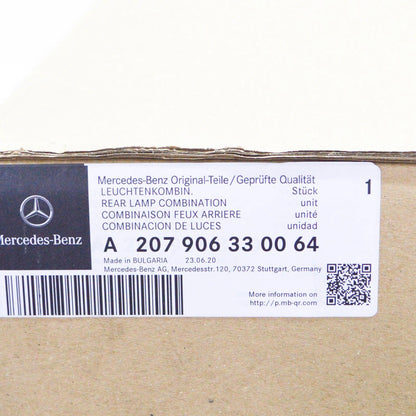 Mercedes-Benz Original-Teile/Geprüfte Qualität
LEUCHTENKOMBIN. Stück 1
REAR LAMP COMBINATION unit
COMBINAISON FEUX ARRIERE unité
COMBINACION DE LUCES unidad
Mercedes-Benz
A 207 906 33 00 64
Made in BULGARIA 23.06.20
Mercedes-Benz AG, Mercedesstr.120, 70372 Stuttgart, Germany
More information on
http://p.mb-qr.com